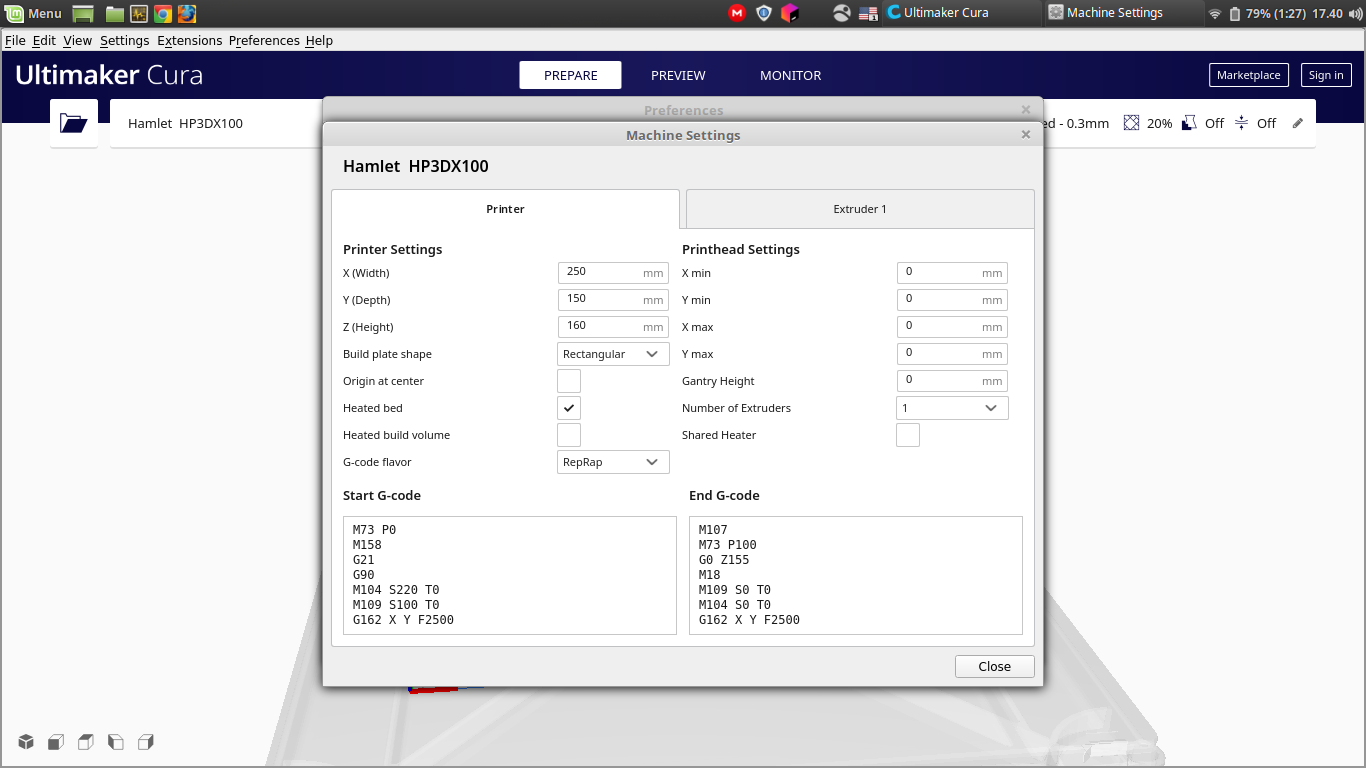 Menu
Ultimaker Cura
Machine Settings
79% (1:27) 17.40
File Edit View Settings Extensions Preferences Help
Ultimaker Cura
PREPARE
PREVIEW
MONITOR
Marketplace
Sign in
Hamlet HP3DX100
ed - 0.3mm
20%
Off
Off
Preferences
Machine Settings
Hamlet HP3DX100
Printer
Extruder 1
Printer Settings
X (Width) 250 mm
Y (Depth) 150 mm
Z (Height) 160 mm
Build plate shape Rectangular
Origin at center
Heated bed
Heated build volume
G-code flavor RepRap
Printhead Settings
X min 0 mm
Y min 0 mm
X max 0 mm
Y max 0 mm
Gantry Height 0 mm
Number of Extruders 1
Shared Heater
Start G-code
M73 P0
M158
G21
G90
M104 S220 T0
M109 S100 T0
G162 X Y F2500
End G-code
M107
M73 P100
G0 Z155
M18
M109 S0 T0
M104 S0 T0
G162 X Y F2500
Close